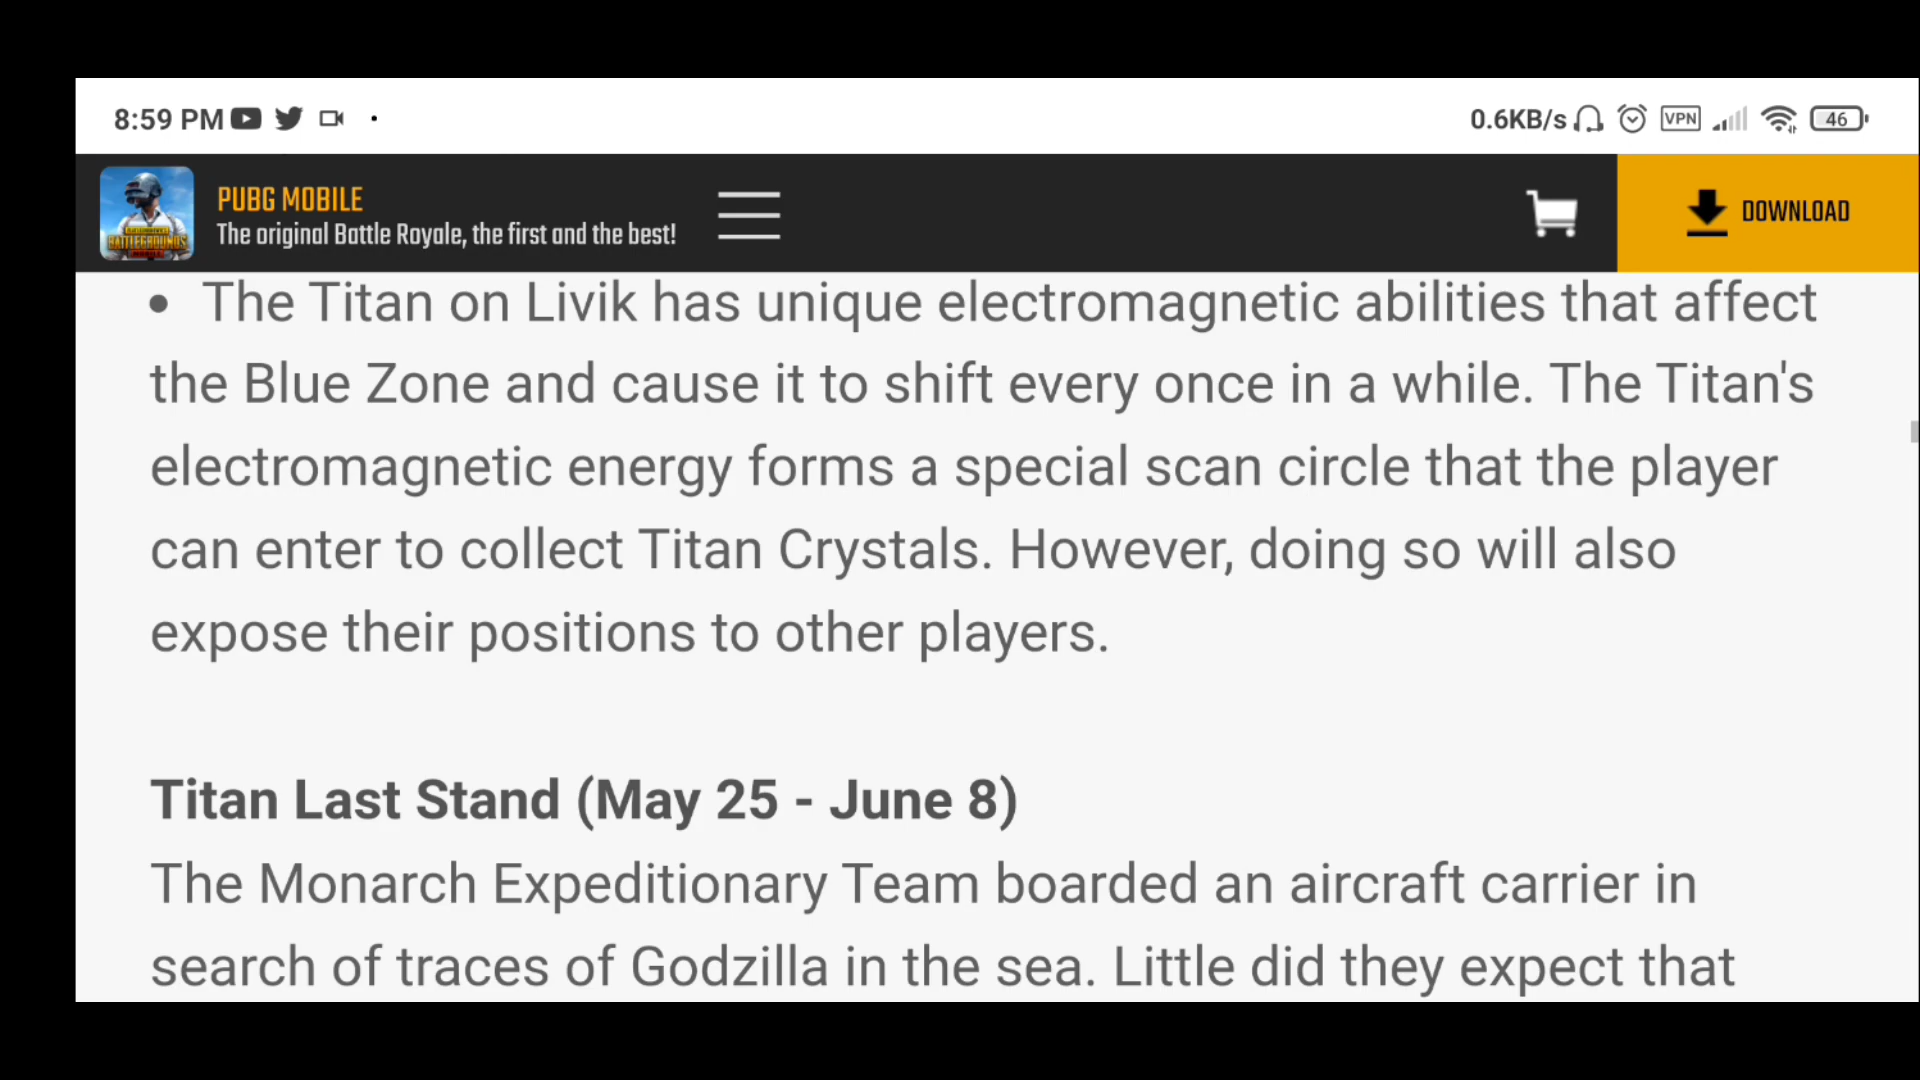 8:59 PM
0.6KB/s VPN 46
PUBG MOBILE
The original Battle Royale, the first and the best!
DOWNLOAD
BATTLEGROUNDS
• The Titan on Livik has unique electromagnetic abilities that affect
the Blue Zone and cause it to shift every once in a while. The Titan's
electromagnetic energy forms a special scan circle that the player
can enter to collect Titan Crystals. However, doing so will also
expose their positions to other players.
Titan Last Stand (May 25 - June 8)
The Monarch Expeditionary Team boarded an aircraft carrier in
search of traces of Godzilla in the sea. Little did they expect that